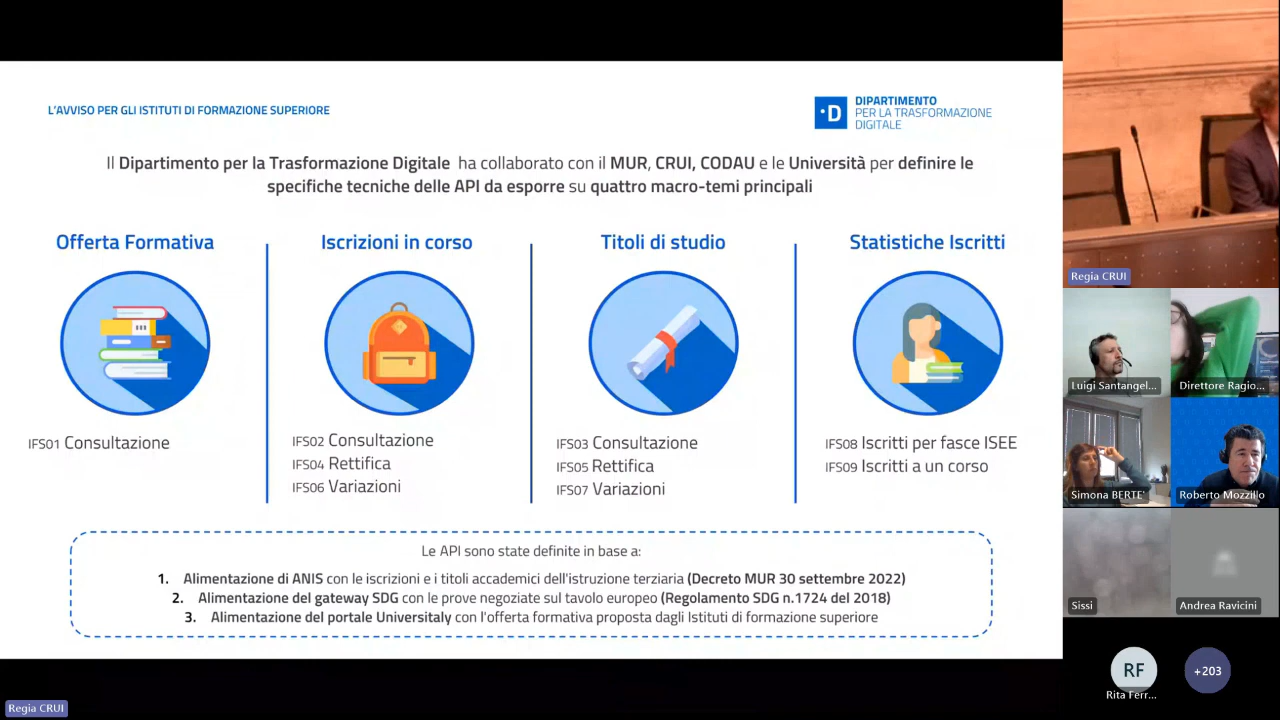 L'AVVISO PER GLI ISTITUTI DI FORMAZIONE SUPERIORE
·D
DIPARTIMENTO
PER LA TRASFORMAZIONE
DIGITALE
Il Dipartimento per la Trasformazione Digitale ha collaborato con il MUR, CRUI, CODAU e le Università per definire le
specifiche tecniche delle API da esporre su quattro macro-temi principali
Offerta Formativa
IFS01 Consultazione
Iscrizioni in corso
IFS02 Consultazione
IFS04 Rettifica
IFS06 Variazioni
Titoli di studio
IFS03 Consultazione
IFS05 Rettifica
IFS07 Variazioni
Statistiche Iscritti
IFS08 Iscritti per fasce ISEE
IFS09 Iscritti a un corso
Le API sono state definite in base a:
1. Alimentazione di ANIS con le iscrizioni e i titoli accademici dell'istruzione terziaria (Decreto MUR 30 settembre 2022)
2. Alimentazione del gateway SDG con le prove negoziate sul tavolo europeo (Regolamento SDG n.1724 del 2018)
3. Alimentazione del portale Universitaly con l'offerta formativa proposta dagli Istituti di formazione superiore
Regia CRUI
Regia CRUI
Luigi Santangel...
Direttore Ragio...
Simona BERTE'
Roberto Mozzillo
Sissi
Andrea Ravicini
RF
Rita Ferr...
+203